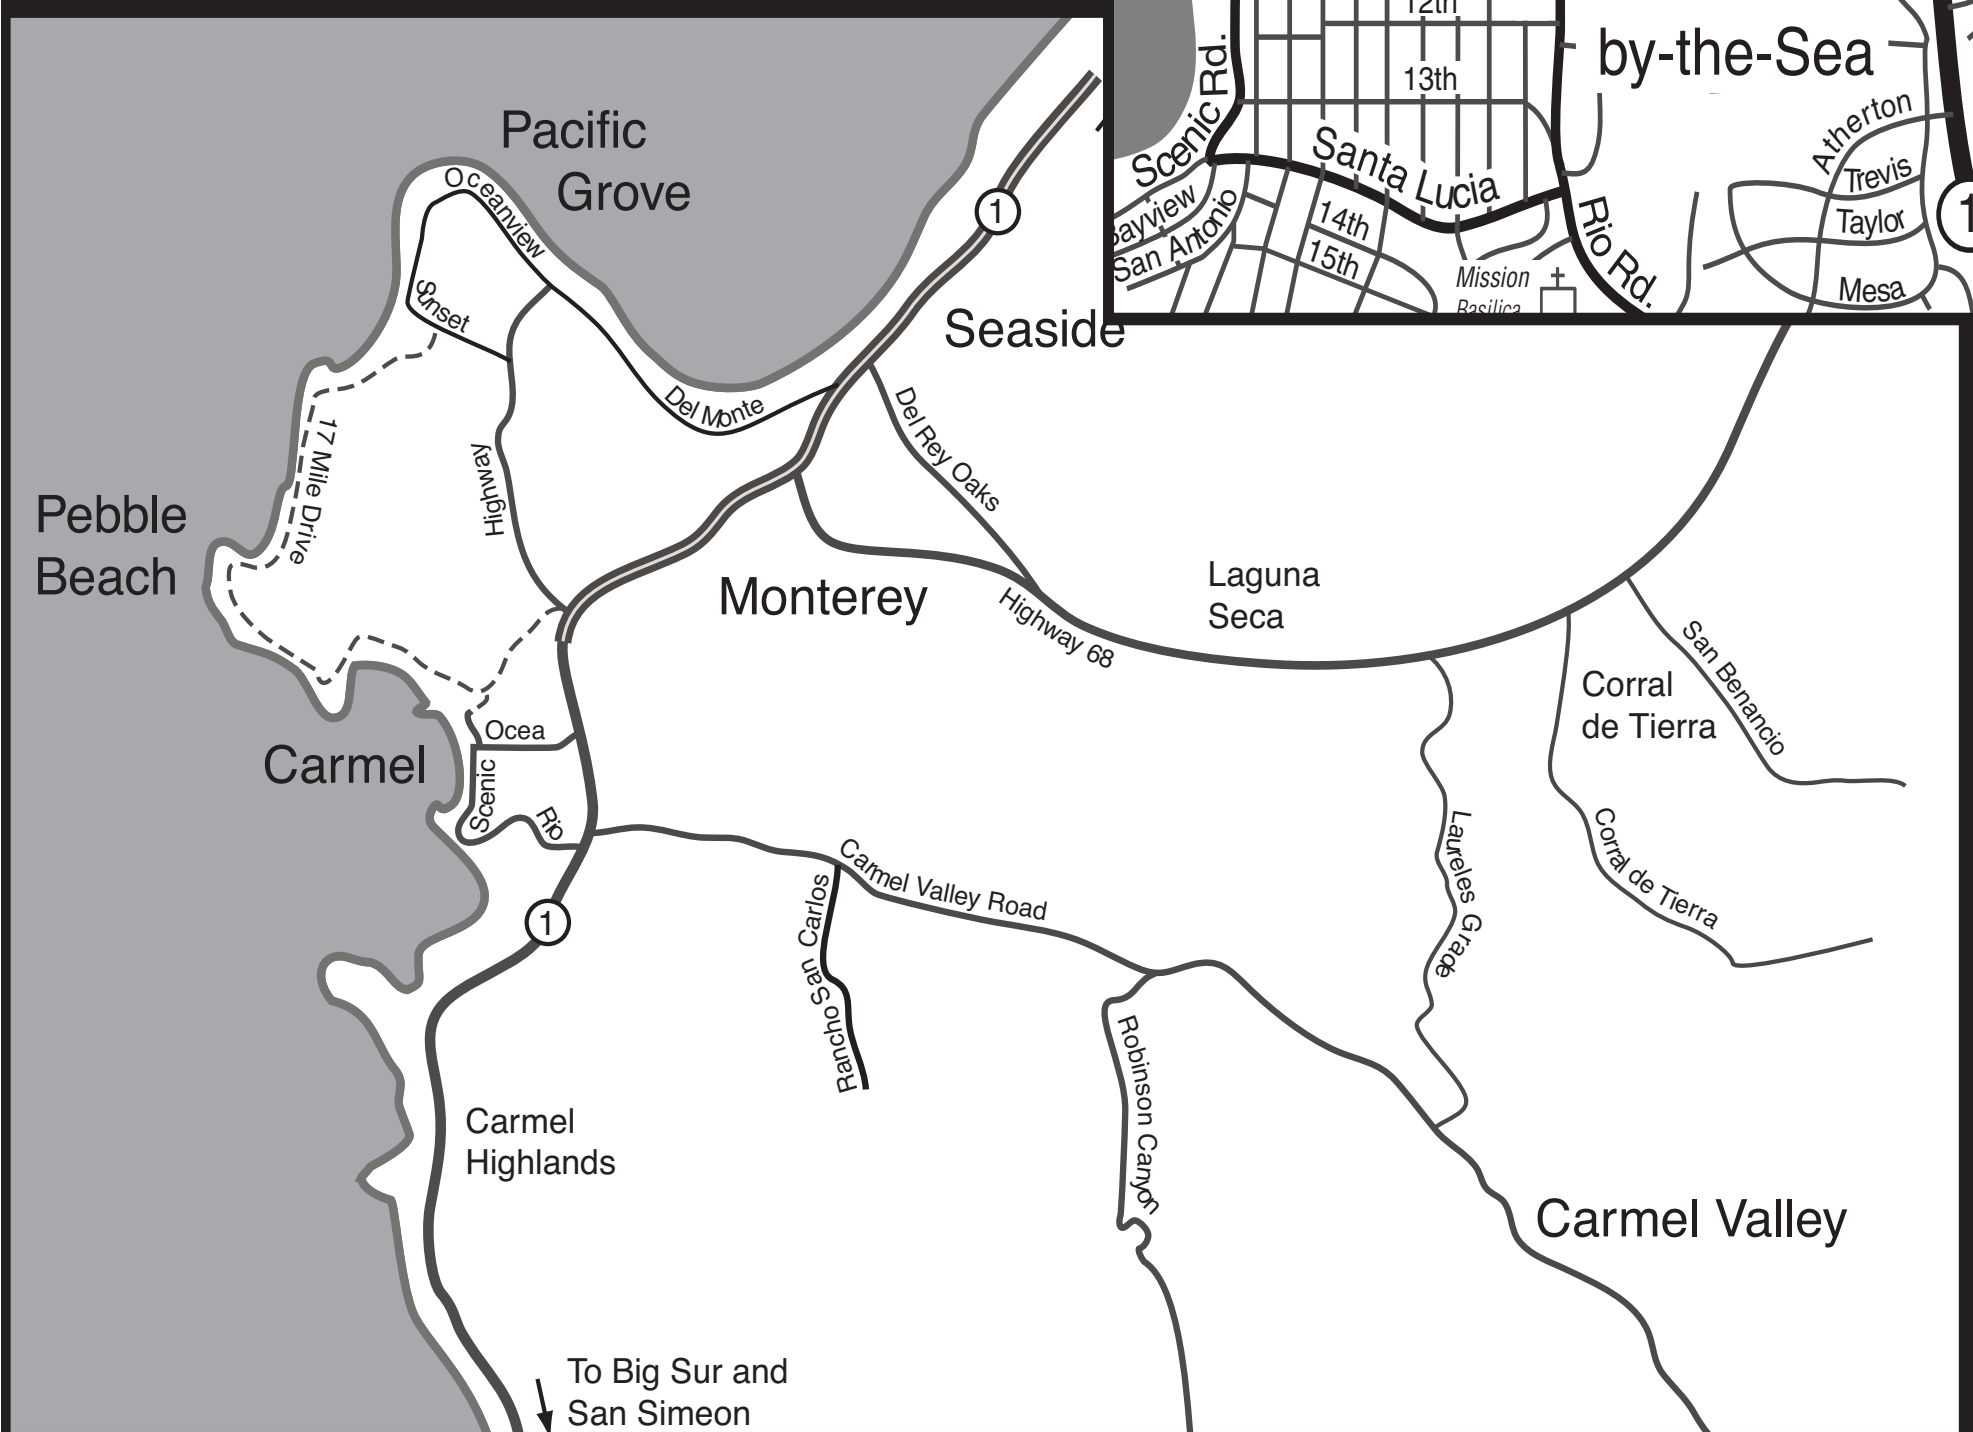 12th
by-the-Sea
13th
Scenic Rd.
Santa Lucia
Atherton
Trevis
Taylor
Mesa
1
Bayview
San Antonio
14th
15th
Rio Rd.
Mission
Basilica
Pacific
Grove
Oceanview
Sunset
1
Seaside
Del Monte
Del Rey Oaks
17 Mile Drive
Highway
Pebble
Beach
Monterey
Highway 68
Laguna
Seca
San Benancio
Corral
de Tierra
Ocea
Carmel
Scenic
Rio
Carmel Valley Road
Laureles Grade
Corral de Tierra
1
Rancho San Carlos
Robinson Canyon
Carmel
Highlands
Carmel Valley
To Big Sur and
San Simeon